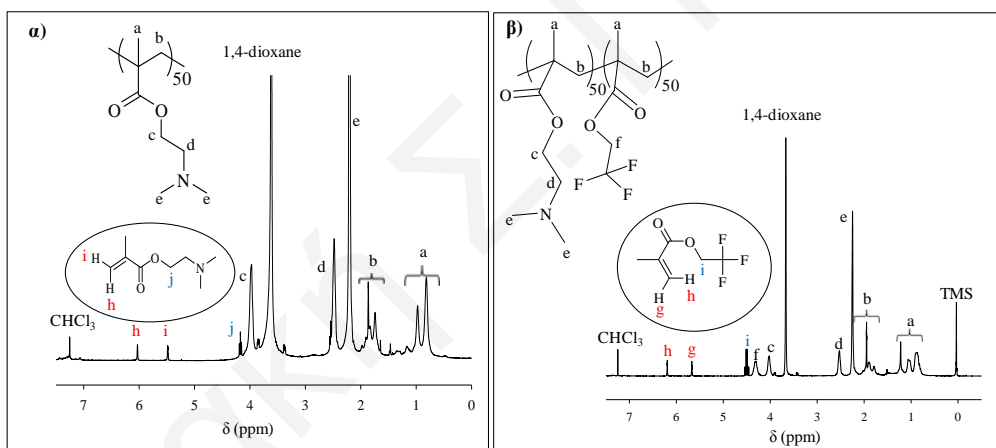 α)
a
b
50
O
O
c
d
N
e
e
1,4-dioxane
e
i
H
H
h
O
O
j
N
CHCl3
h
i
j
c
d
b
a
7 6 5 4 3 2 1 0
δ (ppm)
β)
a
a
b
50
b
50
O
O
O
O
c
f
d
F
F
F
e
N
e
1,4-dioxane
O
O
F
F
F
i
H
H
g
h
CHCl3
h
g
i
f
c
d
e
b
a
TMS
7 6 5 4 3 2 1 0
δ (ppm)
ακή Σ.